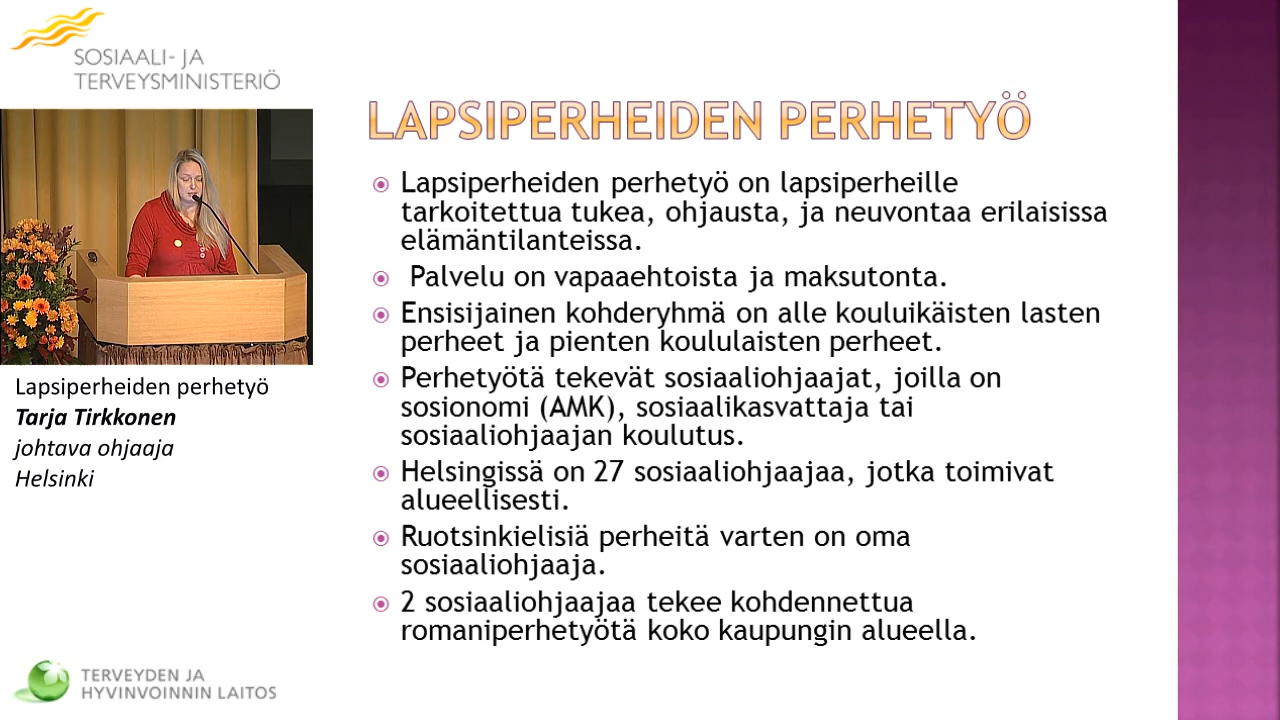 SOSIAALI- JA
TERVEYSMINISTERIÖ
Lapsiperheiden perhetyö
Tarja Tirkkonen
johtava ohjaaja
Helsinki
TERVEYDEN JA
HYVINVOINNIN LAITOS
LAPSIPERHEIDEN PERHETYÖ
Lapsiperheiden perhetyö on lapsiperheille
tarkoitettua tukea, ohjausta, ja neuvontaa erilaisissa
elämäntilanteissa.
Palvelu on vapaaehtoista ja maksutonta.
Ensisijainen kohderyhmä on alle kouluikäisten lasten
perheet ja pienten koululaisten perheet.
Perhetyötä tekevät sosiaaliohjaajat, joilla on
sosionomi (AMK), sosiaalikasvattaja tai
sosiaaliohjaajan koulutus.
Helsingissä on 27 sosiaaliohjaajaa, jotka toimivat
alueellisesti.
Ruotsinkielisiä perheitä varten on oma
sosiaaliohjaaja.
2 sosiaaliohjaajaa tekee kohdennettua
romaniperhetyötä koko kaupungin alueella.